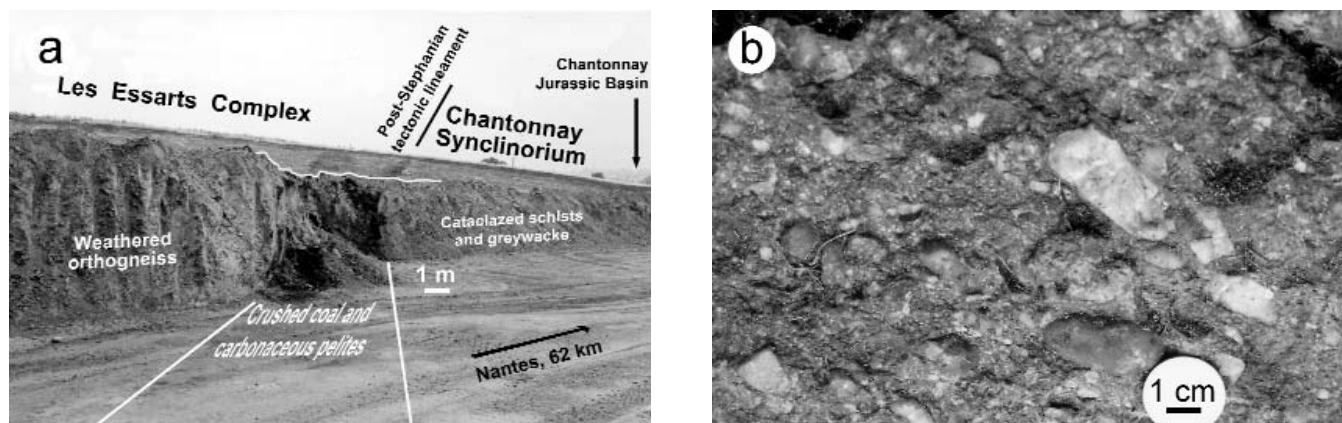 a
Les Essarts Complex
Post-Stephanian
tectonic lineament
Chantonnay
Synclinorium
Chantonnay
Jurassic Basin
Weathered
orthogneiss
Cataclazed schists
and greywacke
1 m
Crushed coal and
carbonaceous pelites
Nantes, 62 km
b
1 cm